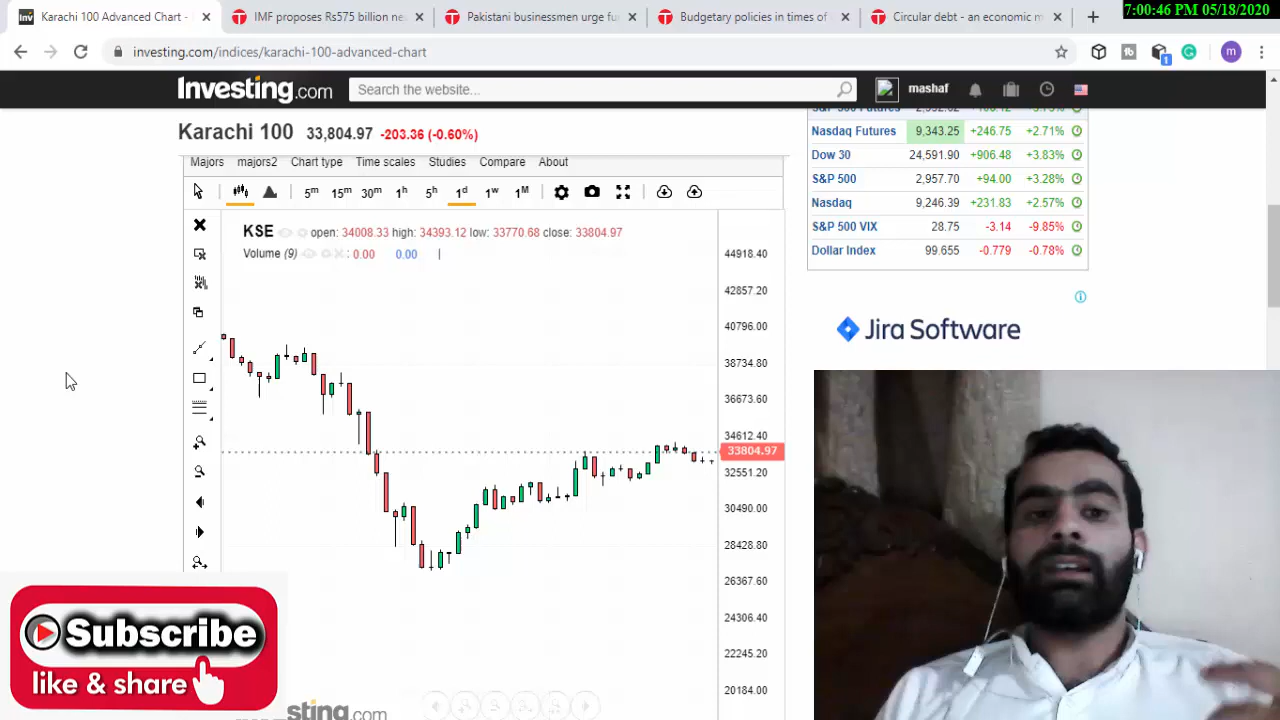 Karachi 100 Advanced Chart -
IMF proposes Rs575 billion ne
Pakistani businessmen urge fu
Budgetary policies in times of
Circular debt - an economic m
7:00:46 PM 05/18/2020
investing.com/indices/karachi-100-advanced-chart
Investing.com
Search the website...
mashaf
Karachi 100 33,804.97 -203.36 (-0.60%)
Majors majors2 Chart type Time scales Studies Compare About
5m 15m 30m 1h 5h 1d 1w 1M
KSE open: 34008.33 high: 34393.12 low: 33770.68 close: 33804.97
Volume (9) : 0.00 0.00
44918.40
42857.20
40796.00
38734.80
36673.60
34612.40
33804.97
32551.20
30490.00
28428.80
26367.60
24306.40
22245.20
20184.00
Nasdaq Futures 9,343.25 +246.75 +2.71%
Dow 30 24,591.90 +906.48 +3.83%
S&P 500 2,957.70 +94.00 +3.28%
Nasdaq 9,246.39 +231.83 +2.57%
S&P 500 VIX 28.75 -3.14 -9.85%
Dollar Index 99.655 -0.779 -0.78%
Jira Software
Subscribe
like & share